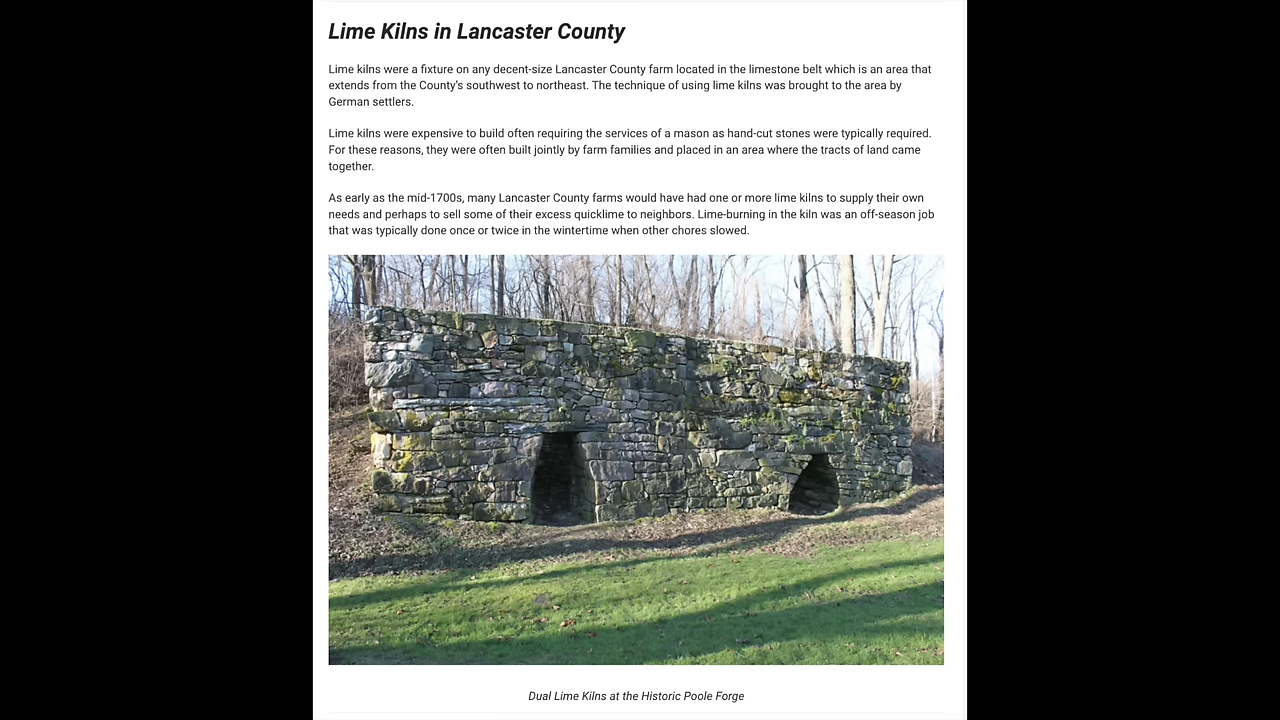 Lime Kilns in Lancaster County
Lime kilns were a fixture on any decent-size Lancaster County farm located in the limestone belt which is an area that
extends from the County's southwest to northeast. The technique of using lime kilns was brought to the area by
German settlers.
Lime kilns were expensive to build often requiring the services of a mason as hand-cut stones were typically required.
For these reasons, they were often built jointly by farm families and placed in an area where the tracts of land came
together.
As early as the mid-1700s, many Lancaster County farms would have had one or more lime kilns to supply their own
needs and perhaps to sell some of their excess quicklime to neighbors. Lime-burning in the kiln was an off-season job
that was typically done once or twice in the wintertime when other chores slowed.
Dual Lime Kilns at the Historic Poole Forge